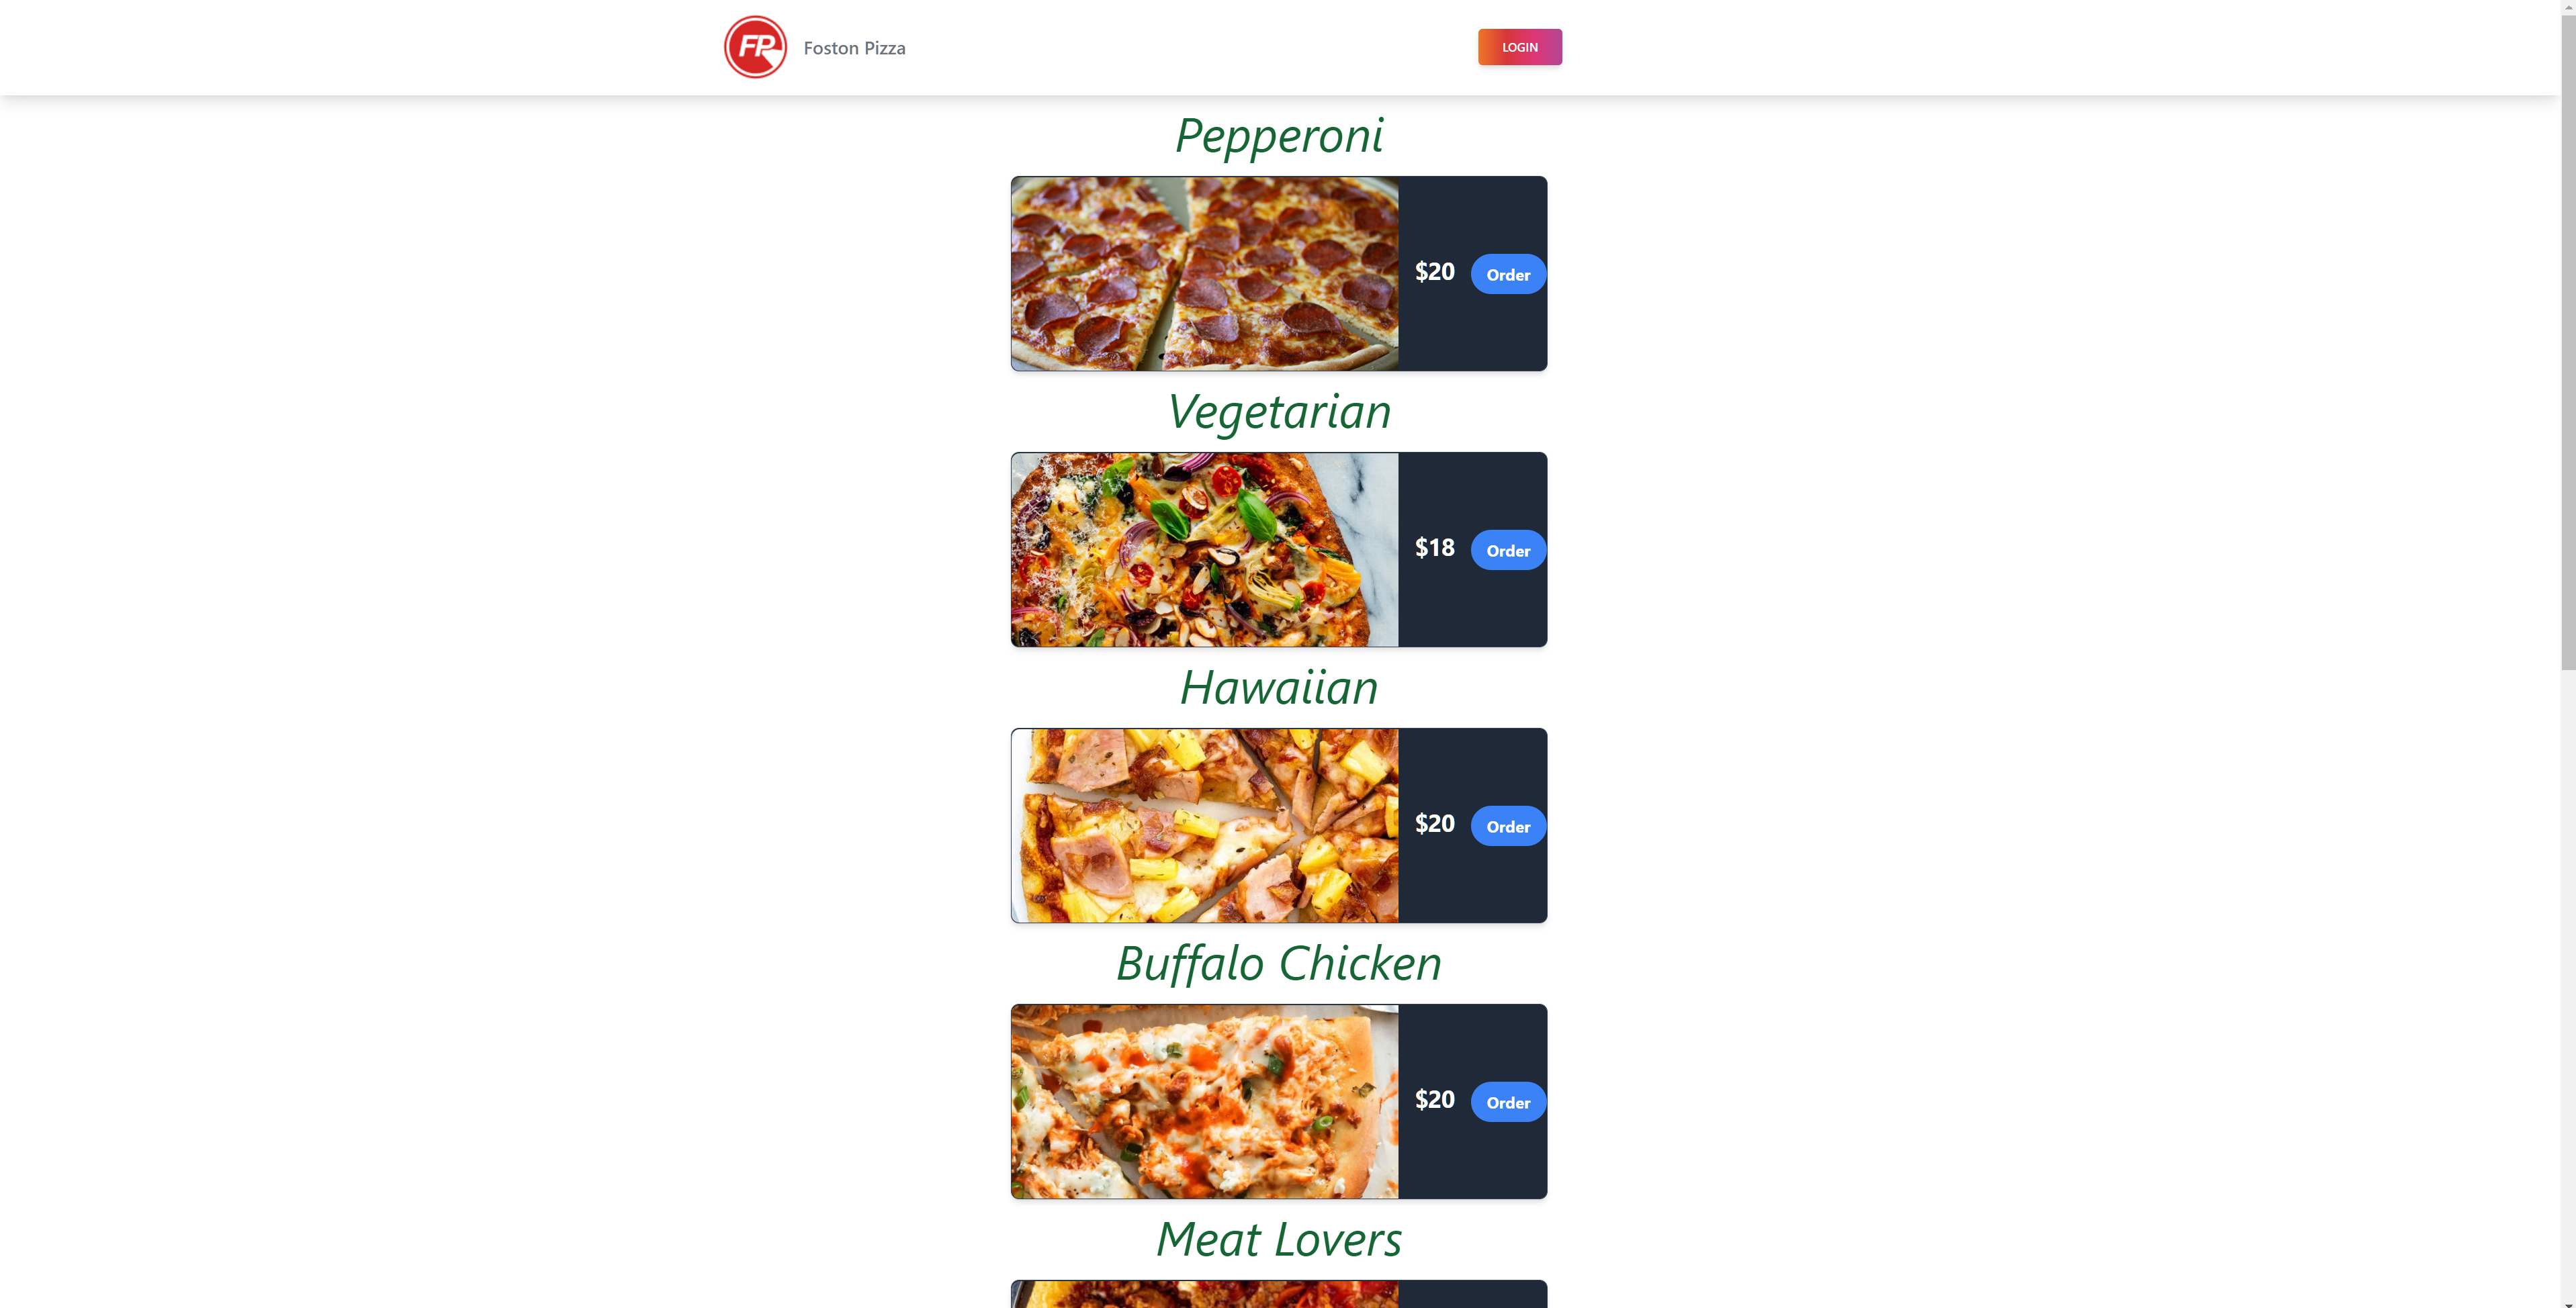 FP
Foston Pizza
LOGIN
Pepperoni
$20
Order
Vegetarian
$18
Order
Hawaiian
$20
Order
Buffalo Chicken
$20
Order
Meat Lovers